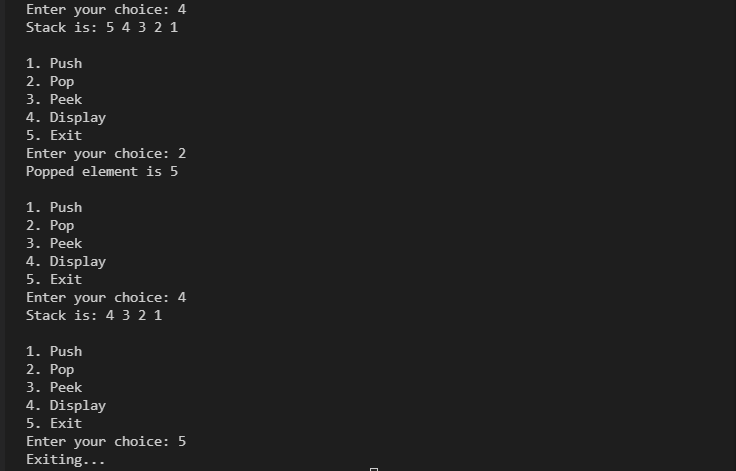 Enter your choice: 4
Stack is: 5 4 3 2 1
1. Push
2. Pop
3. Peek
4. Display
5. Exit
Enter your choice: 2
Popped element is 5
1. Push
2. Pop
3. Peek
4. Display
5. Exit
Enter your choice: 4
Stack is: 4 3 2 1
1. Push
2. Pop
3. Peek
4. Display
5. Exit
Enter your choice: 5
Exiting...